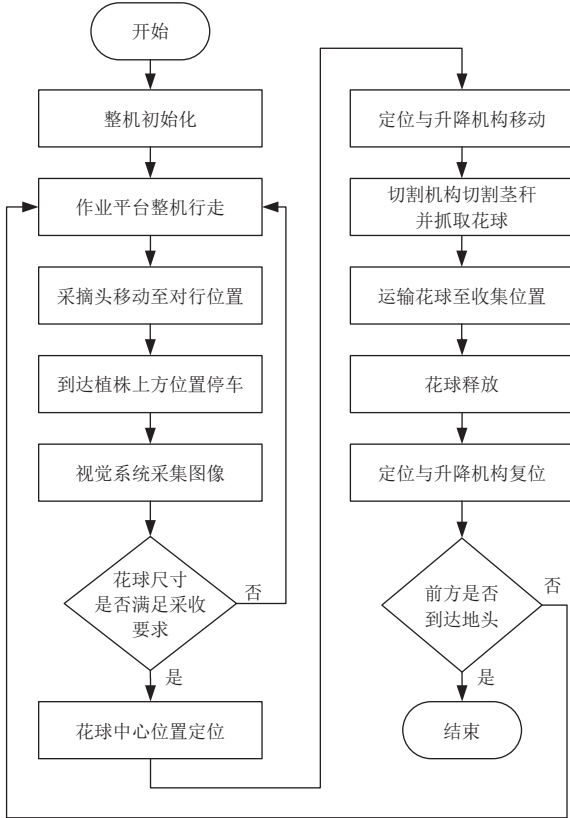 开始
整机初始化
作业平台整机行走
采摘头移动至对行位置
到达植株上方位置停车
视觉系统采集图像
花球尺寸
是否满足采收
要求
否
是
花球中心位置定位
定位与升降机构移动
切割机构切割茎秆
并抓取花球
运输花球至收集位置
花球释放
定位与升降机构复位
前方是否
到达地头
否
是
结束